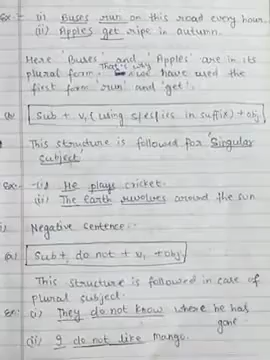 Ex :- (i) Buses run on this road every hour.
(ii) Apples get ripe in autumn.
Here 'Buses' and 'Apples' are in its
plural form. That's why we have used the
first form 'run' and 'get'.
Sub + V1 (using s/es/ies in suffix) + obj
This structure is followed for 'Singular
Subject'
Ex:- (i) He plays cricket.
(ii) The Earth revolves around the sun
Negative sentence:
(a) Sub + do not + V1 + obj
This structure is followed in case of
plural subject.
Ex: (i) They do not know where he has
gone.
(ii) I do not like Mango.